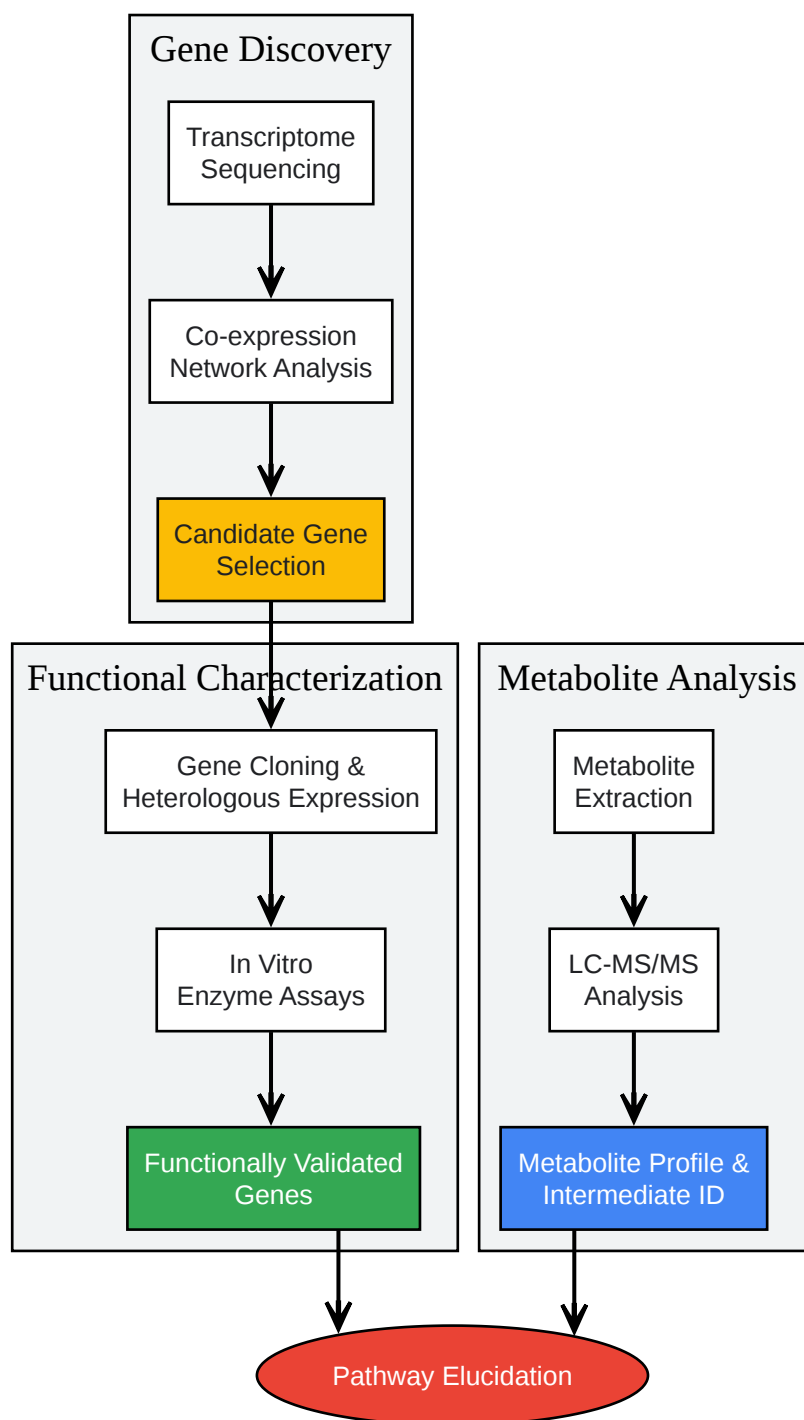 Gene Discovery
Transcriptome
Sequencing
Co-expression
Network Analysis
Candidate Gene
Selection
Functional Characterization
Gene Cloning &
Heterologous Expression
In Vitro
Enzyme Assays
Functionally Validated
Genes
Metabolite Analysis
Metabolite
Extraction
LC-MS/MS
Analysis
Metabolite Profile &
Intermediate ID
Pathway Elucidation